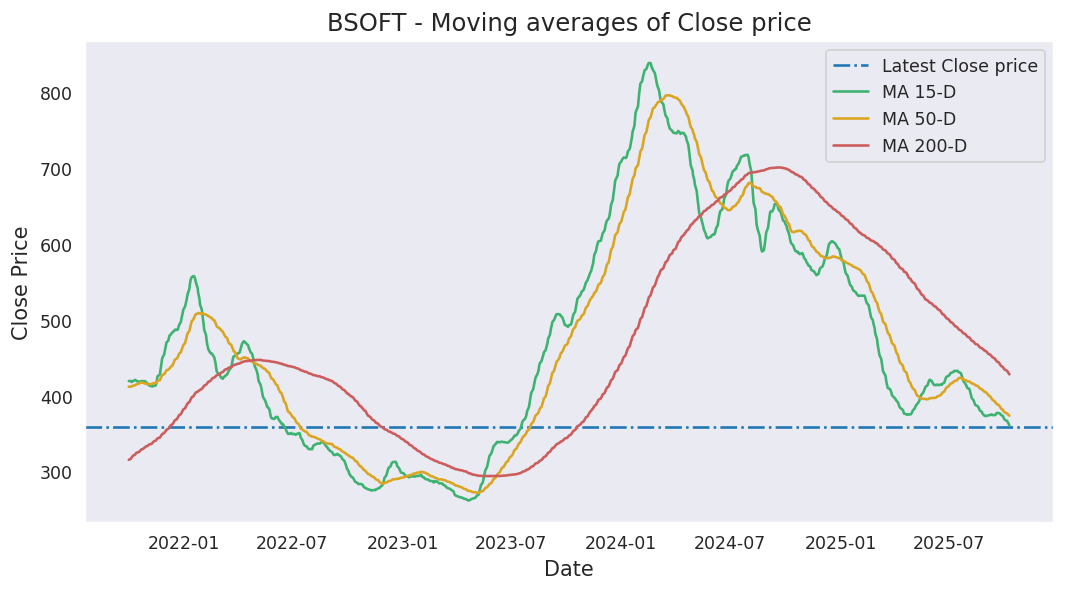 BSOFT - Moving averages of Close price
Latest Close price
MA 15-D
MA 50-D
MA 200-D
Close Price
800
700
600
500
400
300
2022-01 2022-07 2023-01 2023-07 2024-01 2024-07 2025-01 2025-07
Date